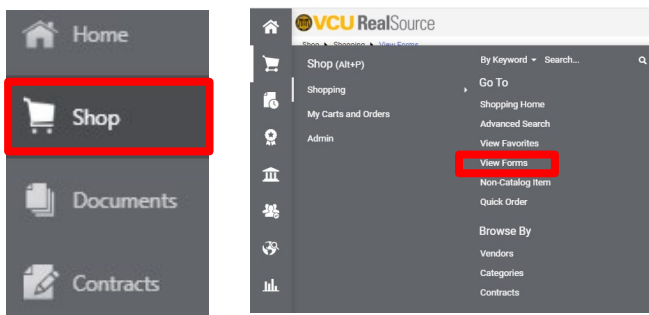 Home
Shop
Documents
Contracts
VCU RealSource
Shop Shopping View Forms
Shop (Alt+P)
Shopping
My Carts and Orders
Admin
By Keyword Search...
Go To
Shopping Home
Advanced Search
View Favorites
View Forms
Non-Catalog Item
Quick Order
Browse By
Vendors
Categories
Contracts